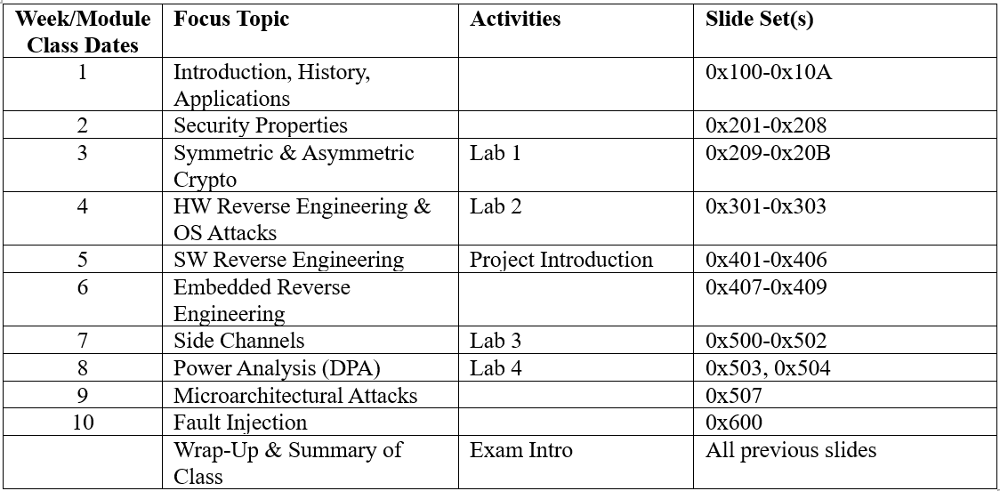 Week/Module Focus Topic Activities Slide Set(s)
Class Dates
1 Introduction, History, 0x100-0x10A
Applications
2 Security Properties 0x201-0x208
3 Symmetric & Asymmetric Lab 1 0x209-0x20B
Crypto
4 HW Reverse Engineering & Lab 2 0x301-0x303
OS Attacks
5 SW Reverse Engineering Project Introduction 0x401-0x406
6 Embedded Reverse 0x407-0x409
Engineering
7 Side Channels Lab 3 0x500-0x502
8 Power Analysis (DPA) Lab 4 0x503, 0x504
9 Microarchitectural Attacks 0x507
10 Fault Injection 0x600
Wrap-Up & Summary of Exam Intro All previous slides
Class